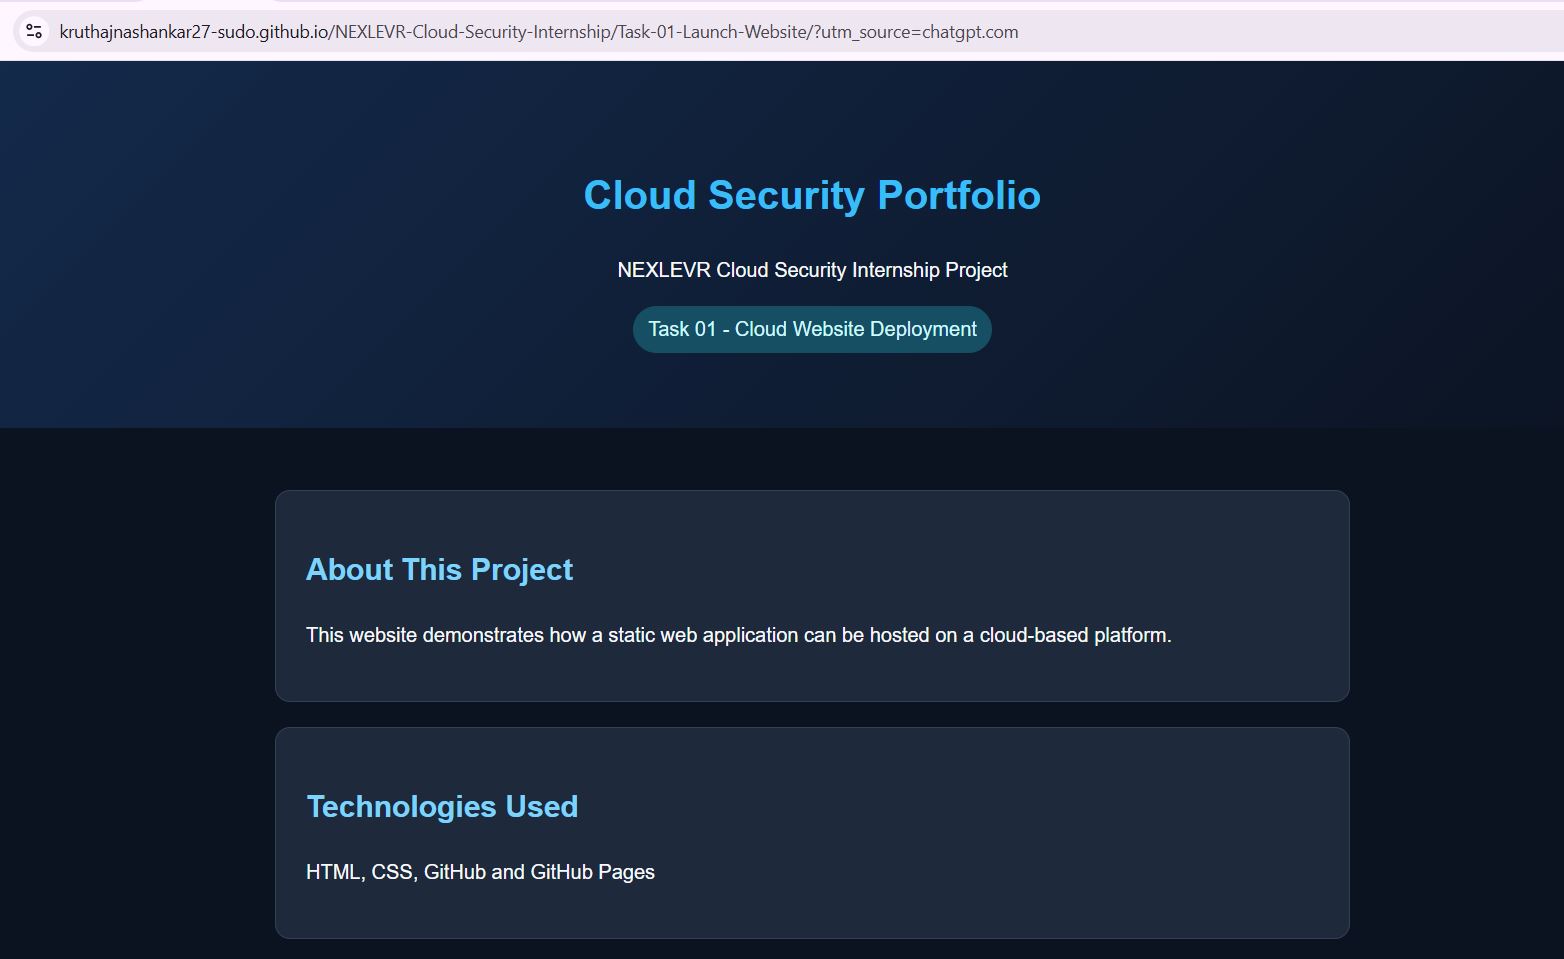 kruthajnashankar27-sudo.github.io/NEXLEVR-Cloud-Security-Internship/Task-01-Launch-Website/?utm_source=chatgpt.com
Cloud Security Portfolio
NEXLEVR Cloud Security Internship Project
Task 01 - Cloud Website Deployment
About This Project
This website demonstrates how a static web application can be hosted on a cloud-based platform.
Technologies Used
HTML, CSS, GitHub and GitHub Pages